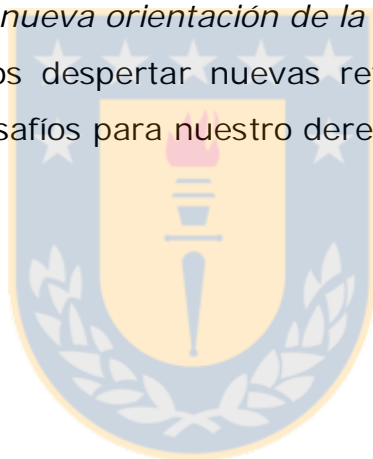 nueva orientación de la
os despertar nuevas re
safíos para nuestro dere